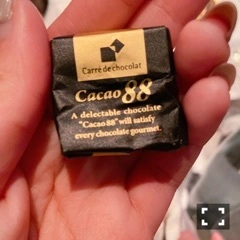 Carré de chocolat
Cacao 88
A delectable chocolate
"Cacao 88" will satisfy
every chocolate gourmet.